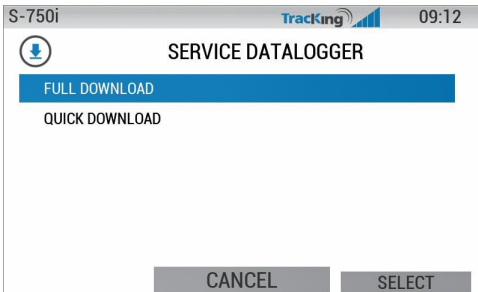 S-750i TracKing 09:12
SERVICE DATALOGGER
FULL DOWNLOAD
QUICK DOWNLOAD
CANCEL SELECT